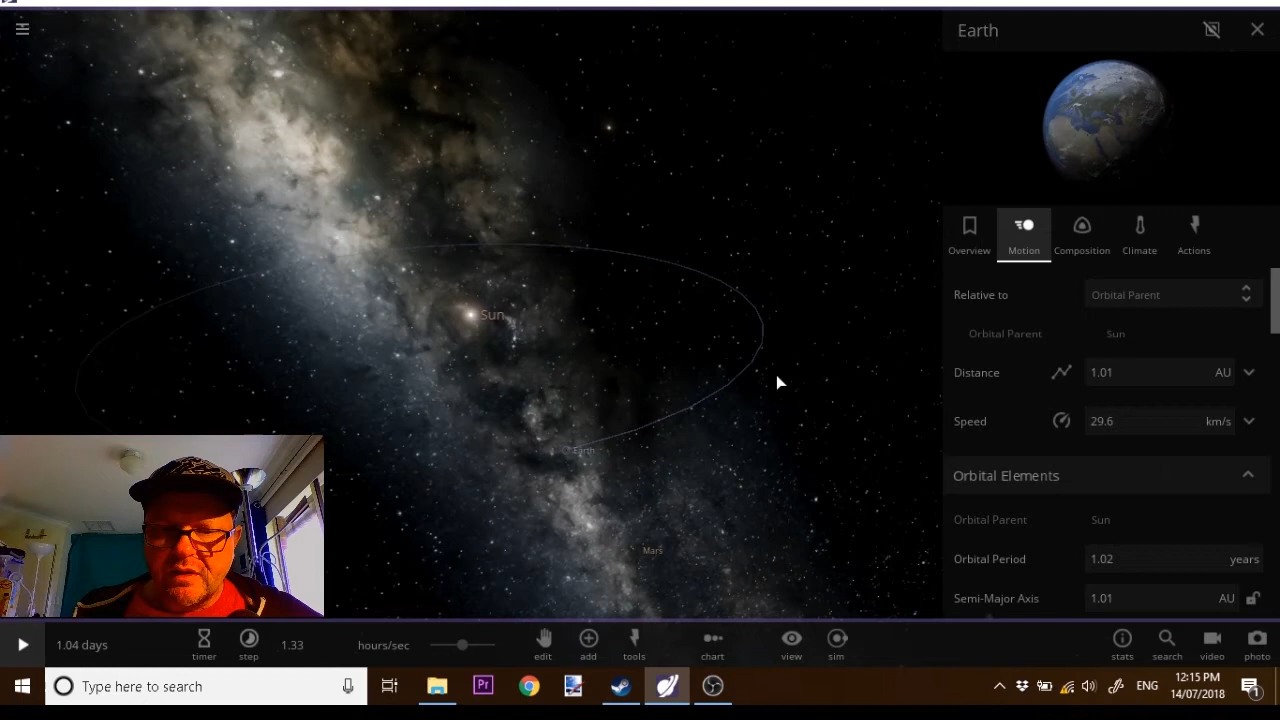 Earth
Overview
Motion
Composition
Climate
Actions
Relative to
Orbital Parent
Orbital Parent
Sun
Distance
1.01
AU
Speed
29.6
km/s
Orbital Elements
Orbital Parent
Sun
Orbital Period
1.02
years
Semi-Major Axis
1.01
AU
Sun
Earth
Mars
1.04 days
timer
step
1.33
hours/sec
edit
add
tools
chart
view
sim
stats
search
video
photo
Type here to search
Pr
ENG
12:15 PM
14/07/2018
1